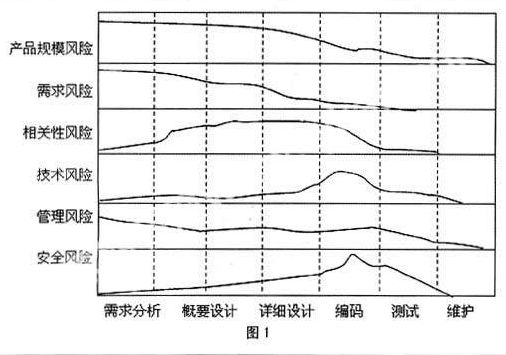 产品规模风险
需求风险
相关性风险
技术风险
管理风险
安全风险
需求分析 概要设计 详细设计 编码 测试 维护
图1